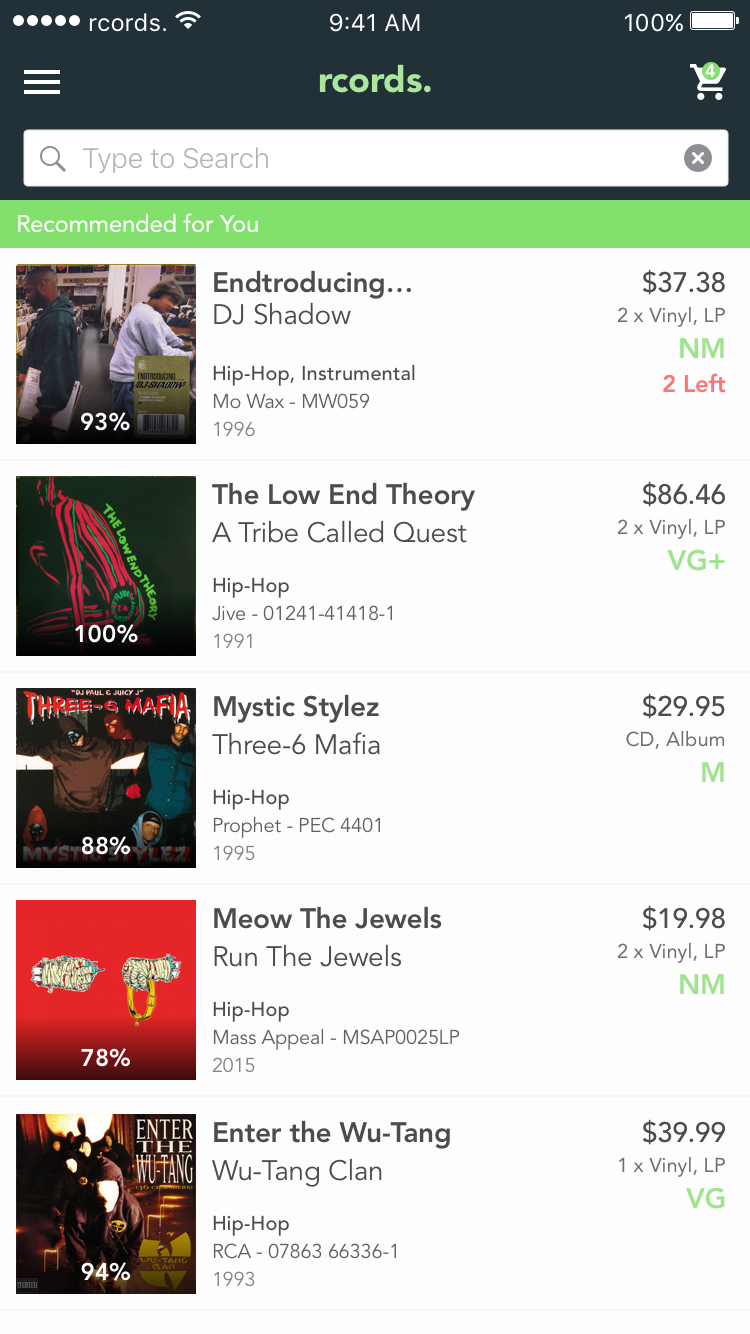 rcords.
9:41 AM
100%
rcords.
4
Type to Search
Recommended for You
Endtroducing...
$37.38
DJ Shadow
2 x Vinyl, LP
NM
2 Left
Hip-Hop, Instrumental
Mo Wax - MW059
1996
ENDTRODUCING.....
DJ SHADOW
93%
The Low End Theory
$86.46
A Tribe Called Quest
2 x Vinyl, LP
VG+
Hip-Hop
Jive - 01241-41418-1
1991
THE LOW END THEORY
100%
Mystic Stylez
$29.95
Three-6 Mafia
CD, Album
M
Hip-Hop
Prophet - PEC 4401
1995
"DJ PAUL & JUICY J"
THREE-6 MAFIA
MYSTIC STYLEZ
88%
Meow The Jewels
$19.98
Run The Jewels
2 x Vinyl, LP
NM
Hip-Hop
Mass Appeal - MSAP0025LP
2015
78%
Enter the Wu-Tang
$39.99
Wu-Tang Clan
1 x Vinyl, LP
VG
Hip-Hop
RCA - 07863 66336-1
1993
ENTER
THE
WU-TANG
(36 CHAMBERS)
WU-TANG
CLAN
94%